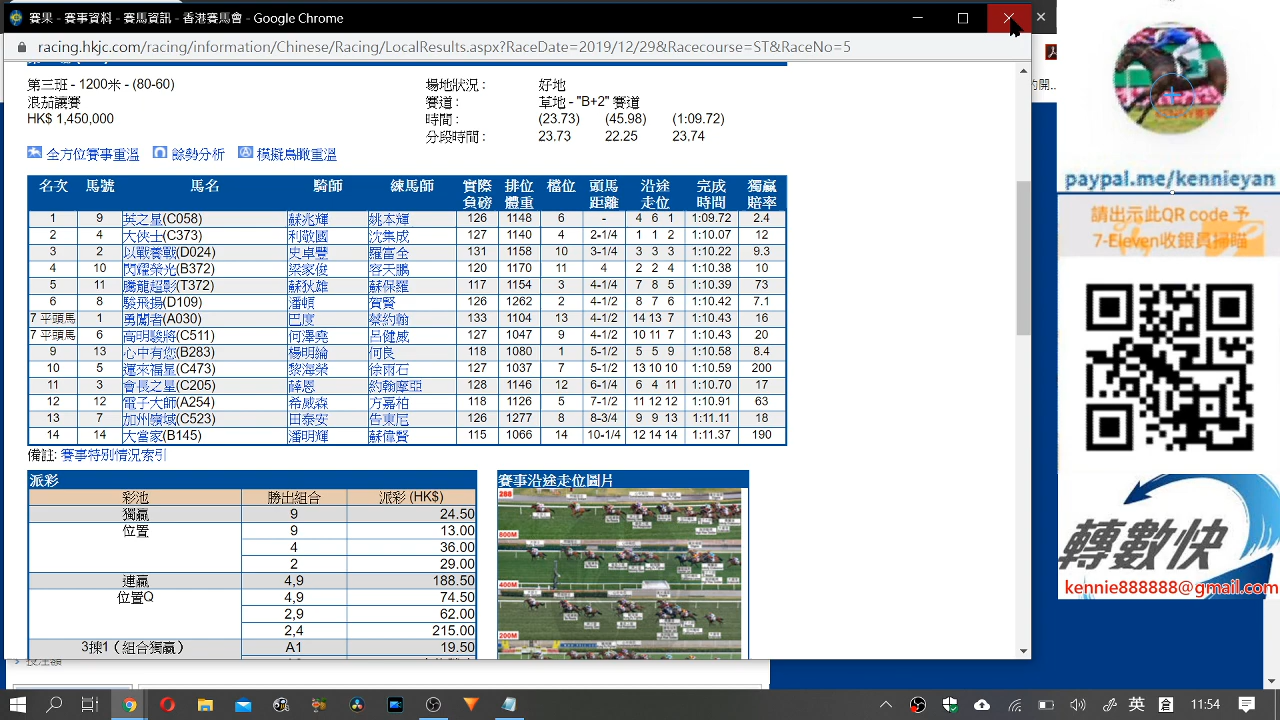 賽果 - 賽事資料 - 賽馬資訊 - 香港賽馬會 - Google Chrome
racing.hkjc.com/racing/information/Chinese/Racing/LocalResults.aspx?RaceDate=2019/12/29&Racecourse=ST&RaceNo=5
第三班 - 1200米 - (80-60) 場地狀況 : 好地
浪茄讓賽 賽道 : 草地 - "B+2" 賽道
HK$ 1,450,000 時間 : (23.73) (45.98) (1:09.72)
分段時間 : 23.73 22.25 23.74
全方位賽事重溫 餘勢分析 模擬鳥瞰重溫
名次 馬號 馬名 騎師 練馬師 實際負磅 排位體重 檔位 頭馬距離 沿途走位 完成時間 獨贏賠率
1 9 英之星(C058) 蘇兆輝 姚本輝 126 1148 6 - 4 6 1 1:09.72 2.4
2 4 大俠士(C373) 利敬國 沈集成 127 1140 4 2-1/4 1 1 2 1:10.07 12
3 2 以戰養戰(D024) 史卓豐 羅富全 131 1158 10 3-1/4 3 3 3 1:10.22 9.3
4 10 閃耀榮光(B372) 梁家俊 容天鵬 120 1170 11 4 2 2 4 1:10.38 10
5 11 騰龍超影(T372) 蘇狄雄 蘇保羅 117 1154 3 4-1/4 7 8 5 1:10.39 73
6 8 駿飛揚(D109) 潘頓 賀賢 126 1262 2 4-1/2 8 7 6 1:10.42 7.1
7 平頭馬 1 勇闖者(A030) 巴度 蔡約翰 133 1104 13 4-1/2 14 13 7 1:10.43 16
7 平頭馬 6 高明駿將(C511) 何澤堯 呂健威 127 1047 9 4-1/2 10 11 7 1:10.43 20
9 13 心中有您(B283) 楊明綸 何良 118 1080 1 5-1/2 5 5 9 1:10.58 8.4
10 5 運來福星(C473) 黎海榮 徐雨石 127 1037 7 5-1/2 13 10 10 1:10.59 200
11 3 會長之星(C205) 薛恩 約翰摩亞 128 1146 12 6-1/4 6 4 11 1:10.70 17
12 12 電子大師(A254) 希威森 方嘉柏 118 1126 5 7-1/2 11 12 12 1:10.91 63
13 7 加州巔域(C523) 田泰安 告東尼 126 1277 8 8-3/4 9 9 13 1:11.11 18
14 14 大當家(B145) 潘明輝 蘇偉賢 115 1066 14 10-1/4 12 14 14 1:11.37 190
備註: 賽事特別情況索引
派彩
彩池 勝出組合 派彩 (HK$)
獨贏 9 24.50
位置 9 13.00
4 36.00
2 29.00
連贏 4,9 188.50
位置Q 4,9 74.50
2,9 62.00
2,4 215.00
3揀1（組合獨贏） A1 19.50
賽事沿途走位圖片
800M
400M
200M
paypal.me/kennieyan
請出示此QR code 予
7-Eleven收銀員掃瞄
轉數快
kennie888888@gmail.com
英
11:54